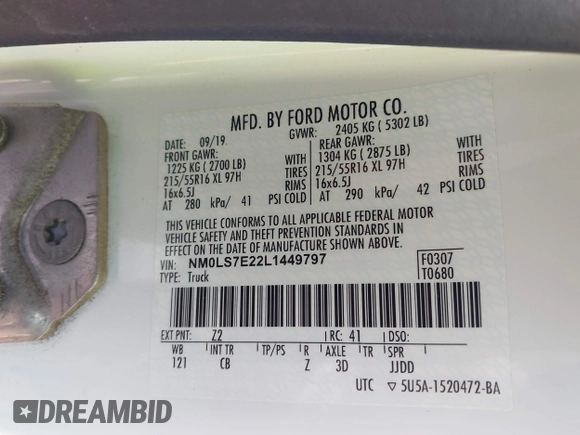 MFD. BY FORD MOTOR CO.
DATE: 09/19 GVWR: 2405 KG ( 5302 LB)
FRONT GAWR: REAR GAWR:
1225 KG ( 2700 LB) WITH 1304 KG ( 2875 LB) WITH
215/55R16 XL 97H TIRES 215/55R16 XL 97H TIRES
16x6.5J RIMS 16x6.5J RIMS
AT 280 kPa/ 41 PSI COLD AT 290 kPa/ 42 PSI COLD
THIS VEHICLE CONFORMS TO ALL APPLICABLE FEDERAL MOTOR
VEHICLE SAFETY AND THEFT PREVENTION STANDARDS IN EFFECT
ON THE DATE OF MANUFACTURE SHOWN ABOVE.
VIN: NM0LS7E22L1449797 F0307
TYPE: Truck T0680
EXT PNT: Z2 RC: 41 DSO:
WB INT TR TP/PS R AXLE TR SPR
121 CB Z 3D JJDD
UTC ▽5U5A-1520472-BA
DREAMBID